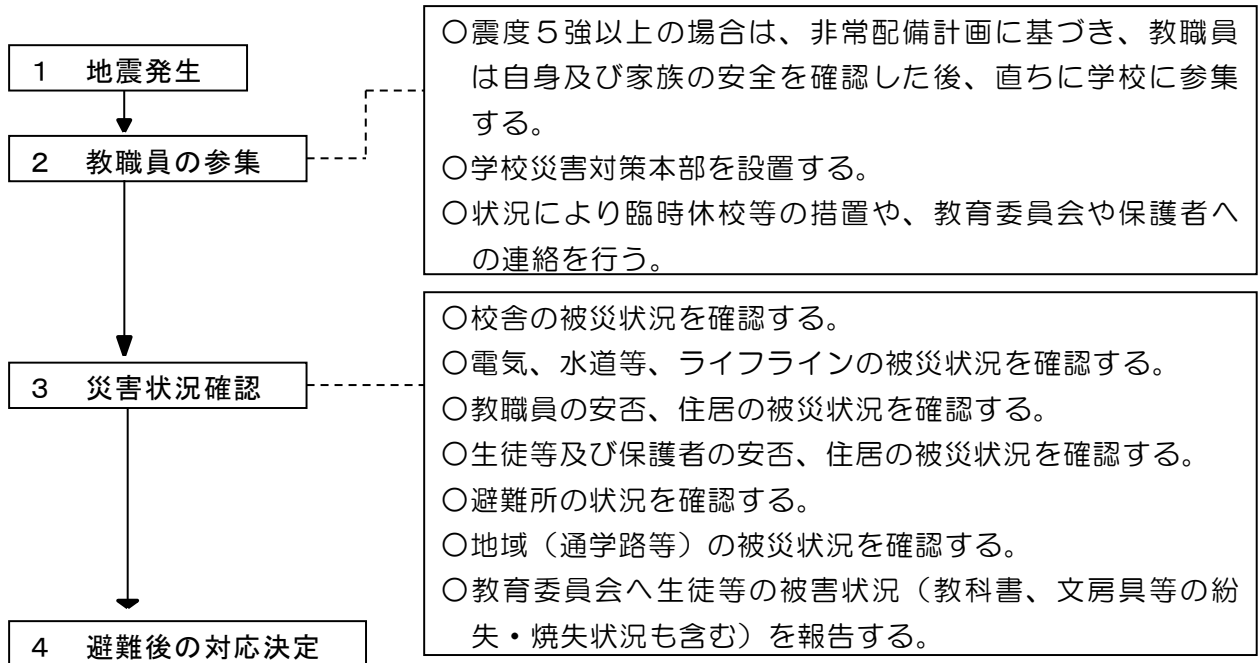 1　地震発生
2　教職員の参集
○震度５強以上の場合は、非常配備計画に基づき、教職員
は自身及び家族の安全を確認した後、直ちに学校に参集
する。
○学校災害対策本部を設置する。
○状況により臨時休校等の措置や、教育委員会や保護者へ
の連絡を行う。
3　災害状況確認
○校舎の被災状況を確認する。
○電気、水道等、ライフラインの被災状況を確認する。
○教職員の安否、住居の被災状況を確認する。
○生徒等及び保護者の安否、住居の被災状況を確認する。
○避難所の状況を確認する。
○地域（通学路等）の被災状況を確認する。
○教育委員会へ生徒等の被害状況（教科書、文房具等の紛
失・焼失状況も含む）を報告する。
4　避難後の対応決定